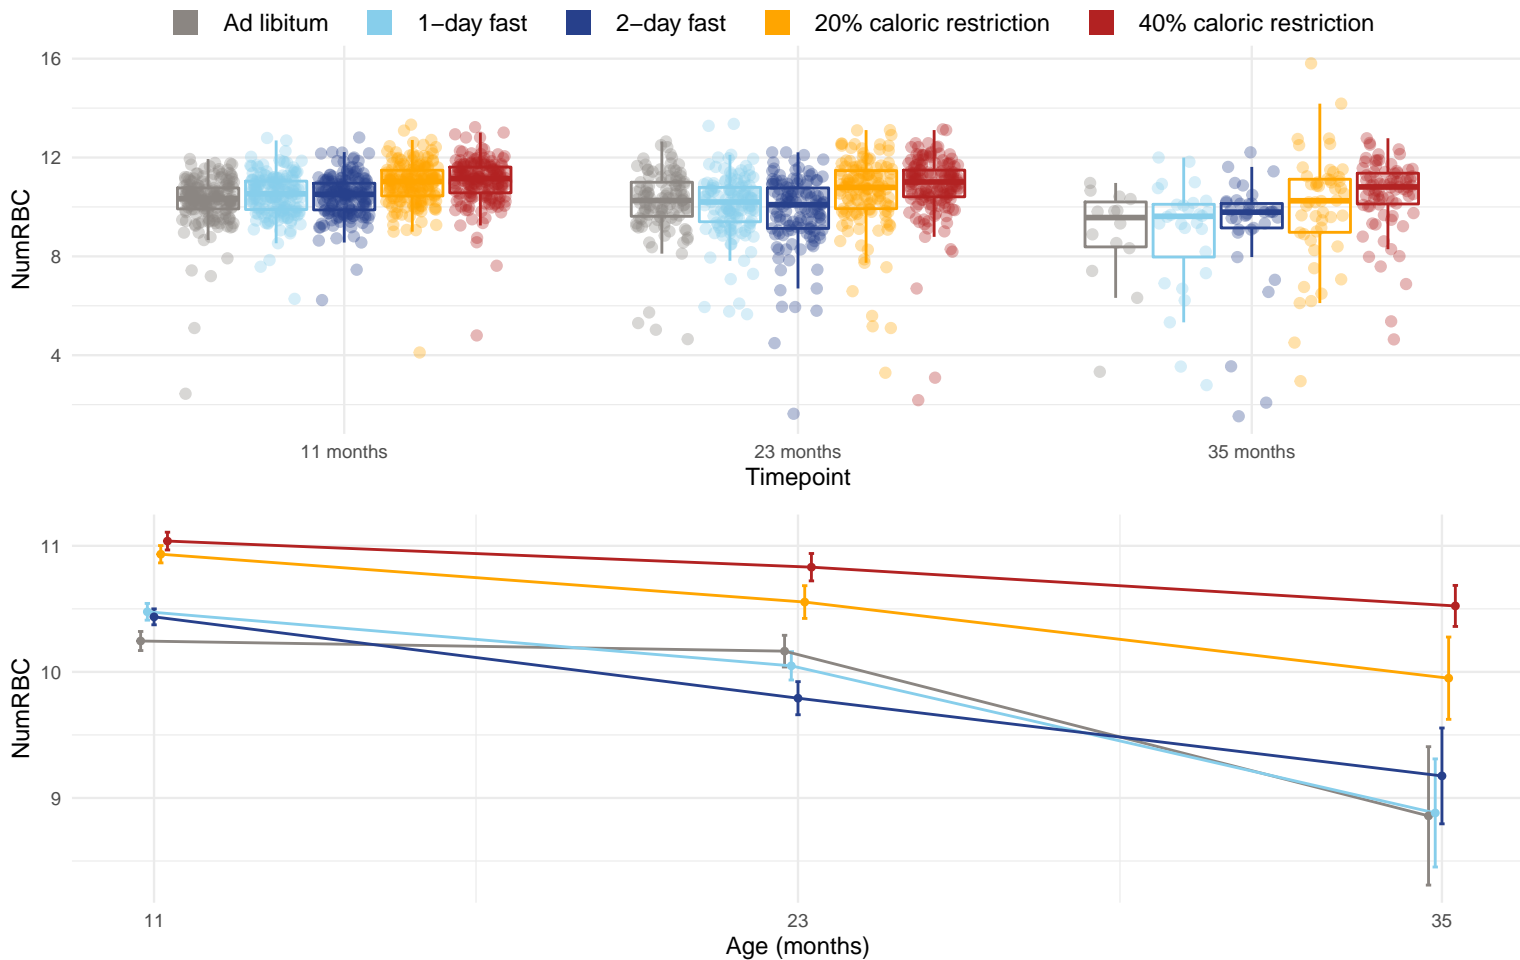 Ad libitum 1−day fast 2−day fast 20% caloric restriction 40% caloric restriction
16
12
8
4
NumRBC
11 months 23 months 35 months
Timepoint
11
10
9
NumRBC
11 23 35
Age (months)